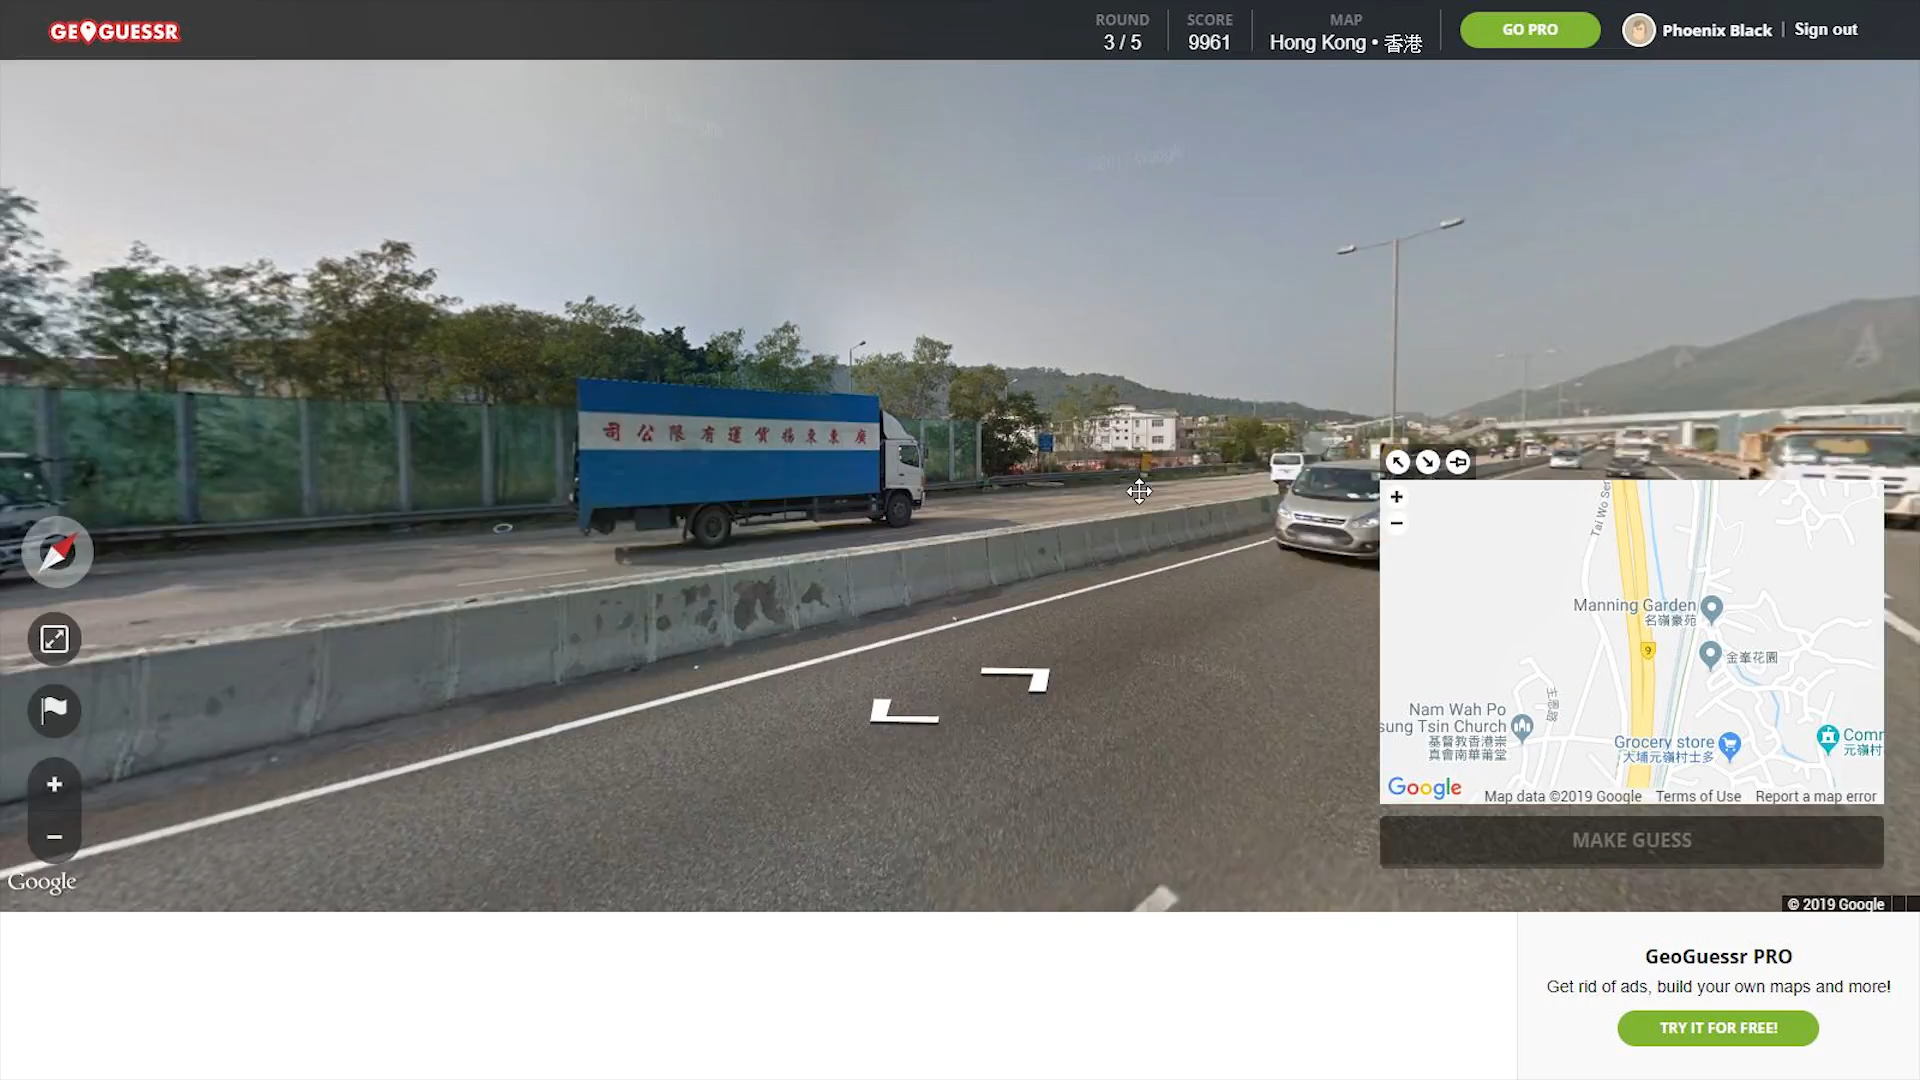 GEOGUESSR
ROUND
3 / 5
SCORE
9961
MAP
Hong Kong • 香港
GO PRO
Phoenix Black
Sign out
司公限有運貨揚東東廣
Google
Tai Wo Ser
Manning Garden
名嶺豪苑
9
金峯花園
Nam Wah Po
sung Tsin Church
基督教香港崇
真會南華莆堂
Grocery store
大埔元嶺村士多
Comr
元嶺村
Google
Map data ©2019 Google
Terms of Use
Report a map error
MAKE GUESS
© 2019 Google
GeoGuessr PRO
Get rid of ads, build your own maps and more!
TRY IT FOR FREE!